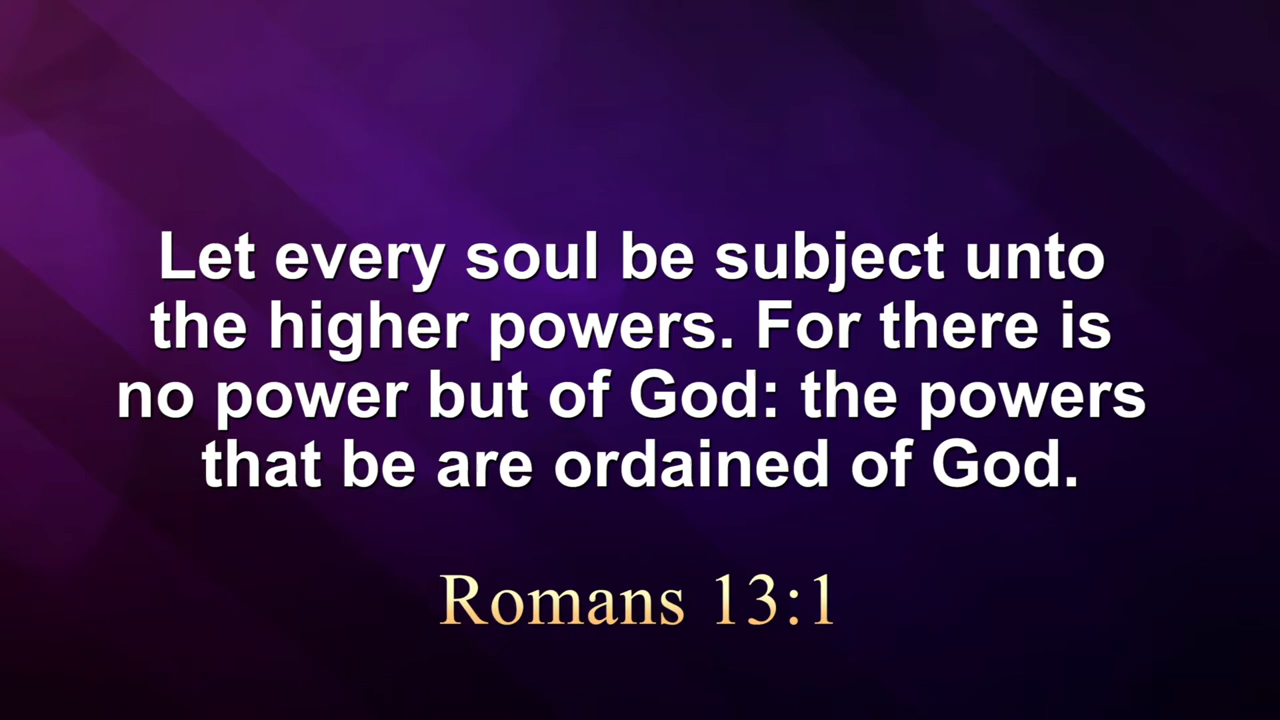 Let every soul be subject unto
the higher powers. For there is
no power but of God: the powers
that be are ordained of God.
Romans 13:1